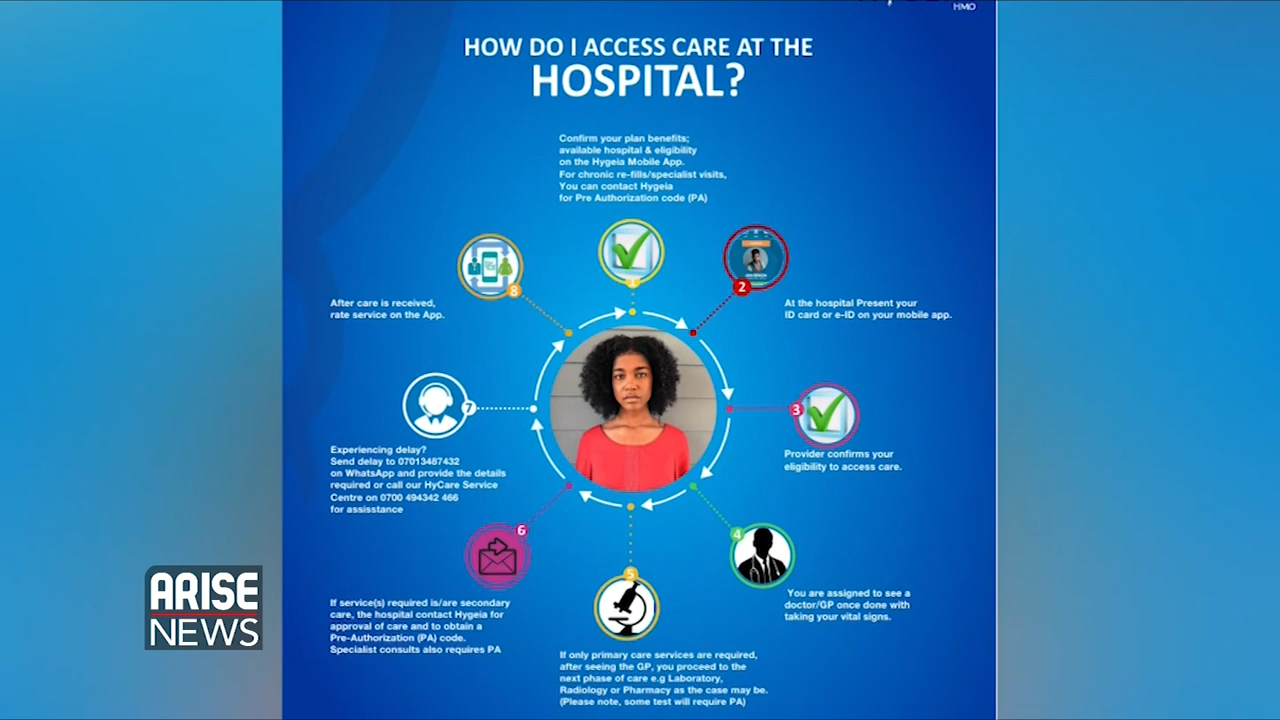 HMO
HOW DO I ACCESS CARE AT THE
HOSPITAL?
Confirm your plan benefits;
available hospital & eligibility
on the Hygeia Mobile App.
For chronic re-fills/specialist visits,
You can contact Hygeia
for Pre Authorization code (PA)
1
2
At the hospital Present your
ID card or e-ID on your mobile app.
3
Provider confirms your
eligibility to access care.
4
You are assigned to see a
doctor/GP once done with
taking your vital signs.
5
If only primary care services are required,
after seeing the GP, you proceed to the
next phase of care e.g Laboratory,
Radiology or Pharmacy as the case may be.
(Please note, some test will require PA)
6
If service(s) required is/are secondary
care, the hospital contact Hygeia for
approval of care and to obtain a
Pre-Authorization (PA) code.
Specialist consults also requires PA
7
Experiencing delay?
Send delay to 07013487432
on WhatsApp and provide the details
required or call our HyCare Service
Centre on 0700 494342 466
for assisstance
8
After care is received,
rate service on the App.
ARISE
NEWS